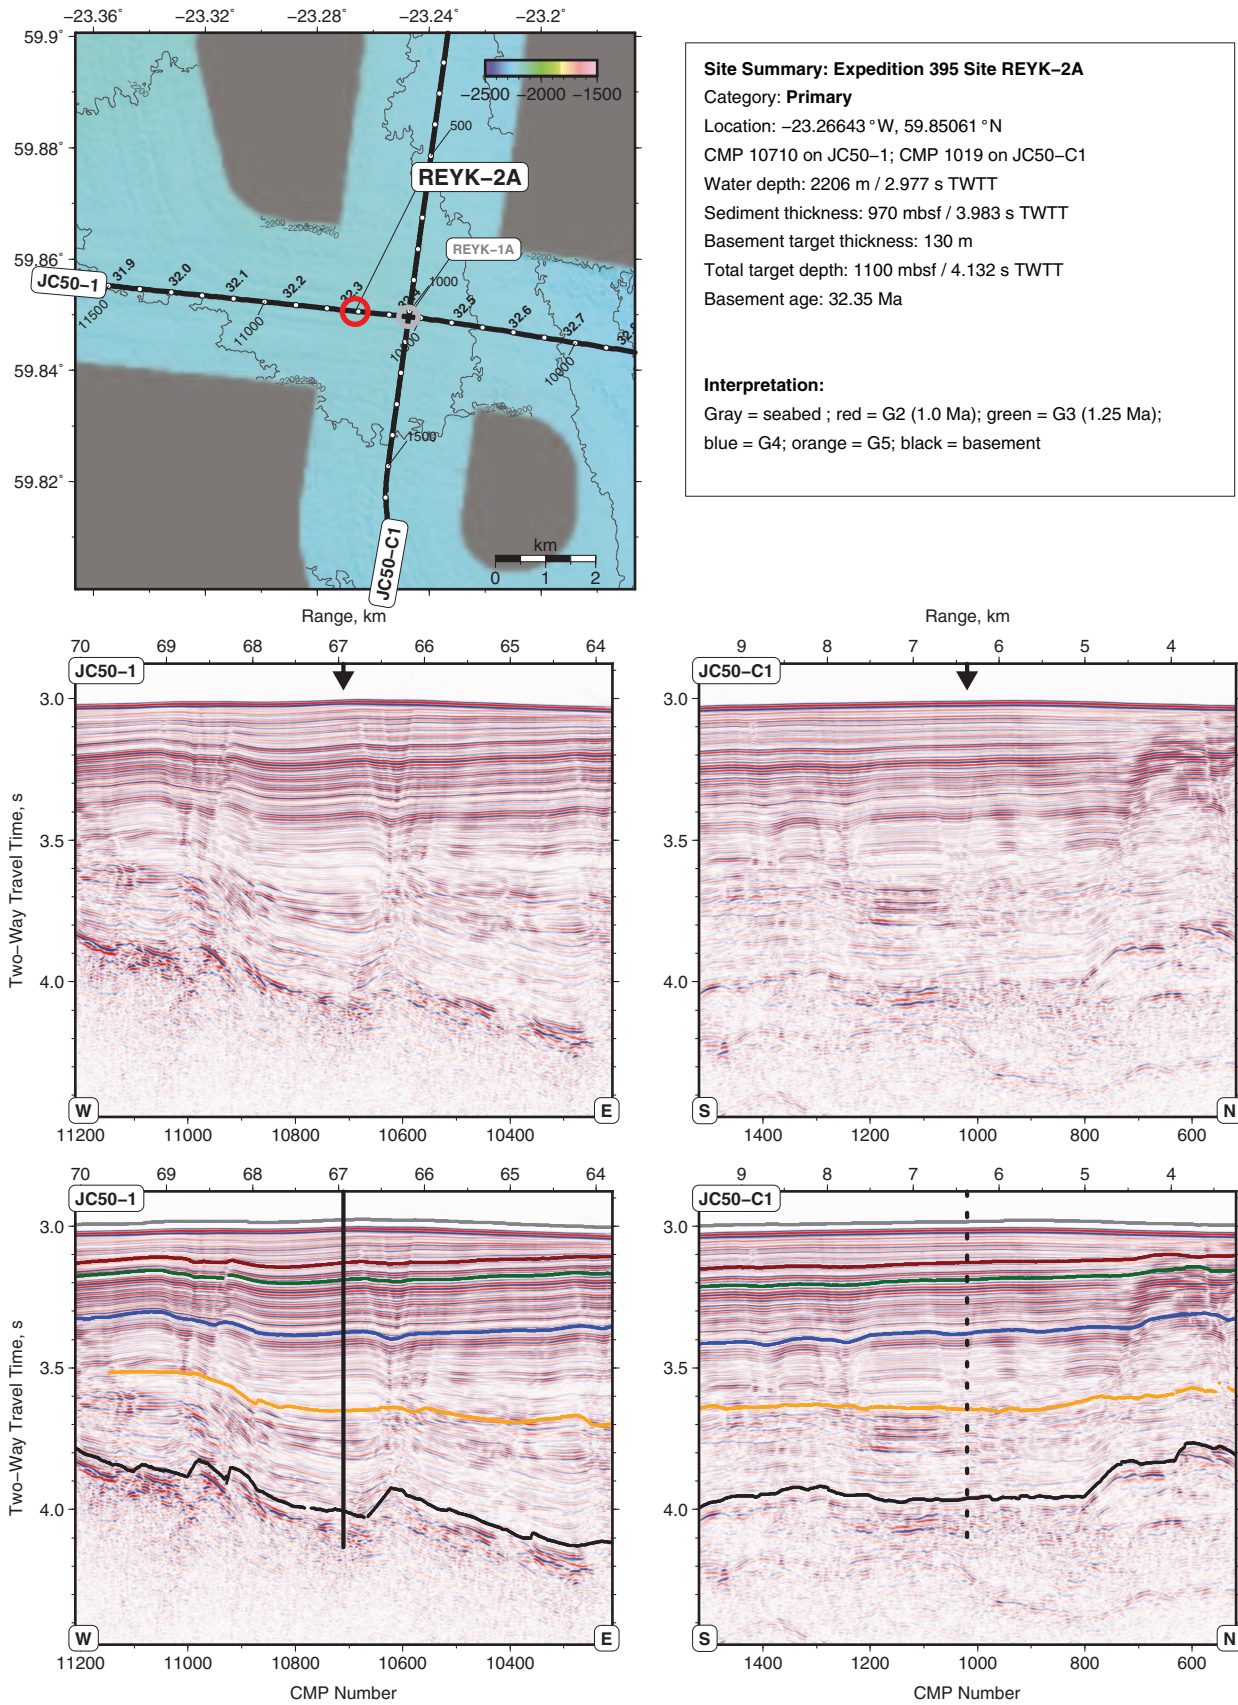 −23.36˚ −23.32˚ −23.28˚ −23.24˚ −23.2˚
59.9˚
59.88˚
59.86˚
59.84˚
59.82˚
−2500 −2000 −1500
500
REYK−2A
REYK−1A
1000
JC50−1
31.9 32.0 32.1 32.2 32.3 32.5 32.6 32.7
11500 11000 10000
1500
−2200
JC50−C1
km
0 1 2
Site Summary: Expedition 395 Site REYK−2A
Category: Primary
Location: −23.26643 °W, 59.85061 °N
CMP 10710 on JC50−1; CMP 1019 on JC50−C1
Water depth: 2206 m / 2.977 s TWTT
Sediment thickness: 970 mbsf / 3.983 s TWTT
Basement target thickness: 130 m
Total target depth: 1100 mbsf / 4.132 s TWTT
Basement age: 32.35 Ma
Interpretation:
Gray = seabed ; red = G2 (1.0 Ma); green = G3 (1.25 Ma);
blue = G4; orange = G5; black = basement
Range, km
70 69 68 67 66 65 64
JC50−1
3.0
3.5
4.0
Two−Way Travel Time, s
W E
11200 11000 10800 10600 10400
Range, km
9 8 7 6 5 4
JC50−C1
S N
1400 1200 1000 800 600
70 69 68 67 66 65 64
JC50−1
3.0
3.5
4.0
Two−Way Travel Time, s
W E
11200 11000 10800 10600 10400
CMP Number
9 8 7 6 5 4
JC50−C1
S N
1400 1200 1000 800 600
CMP Number